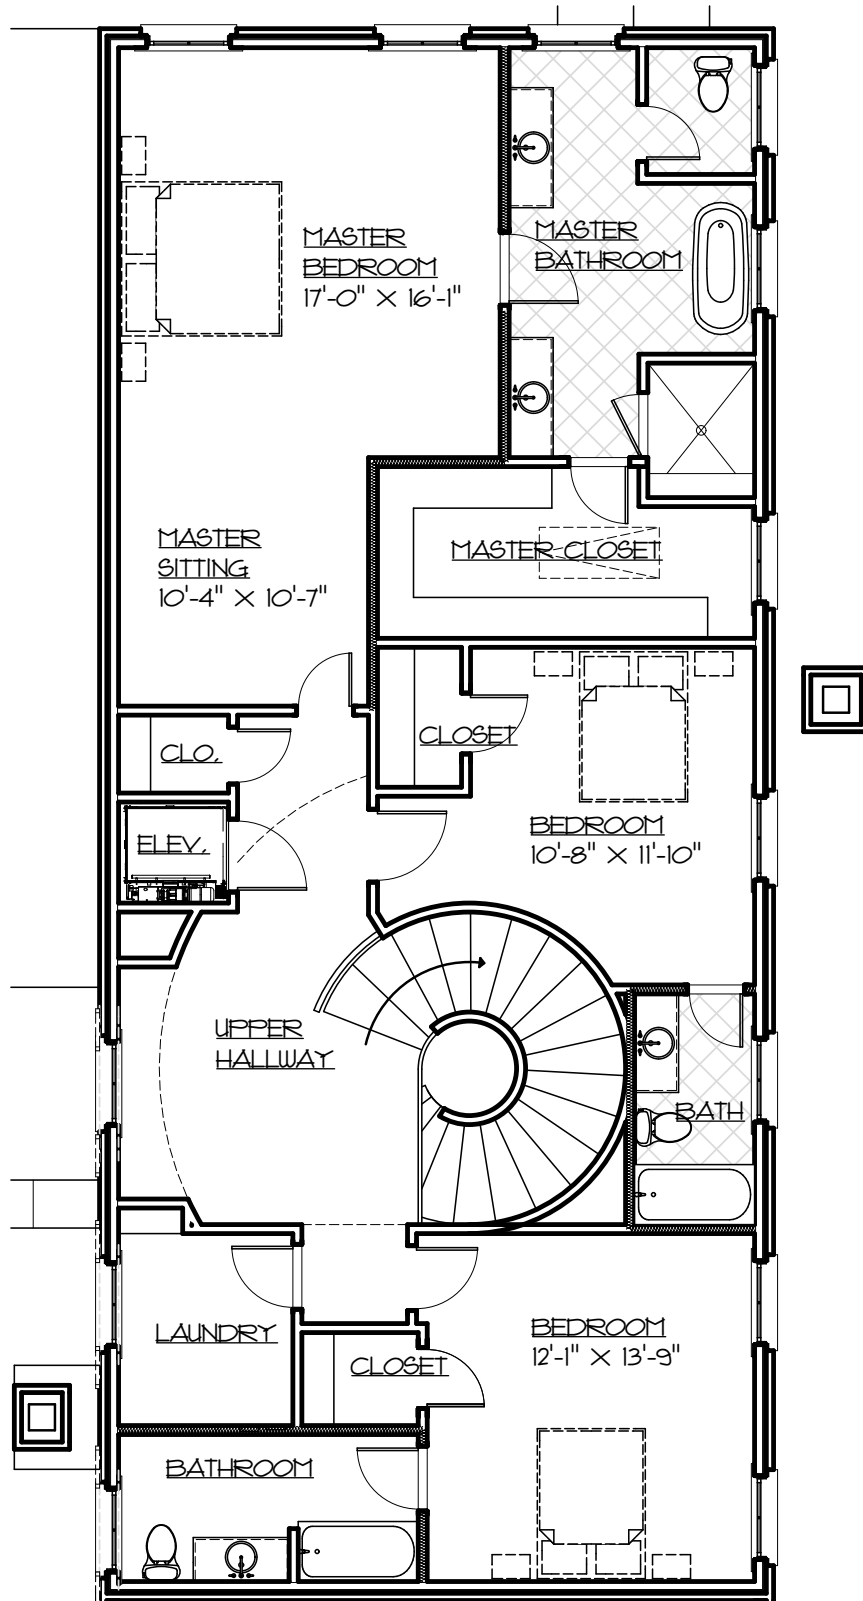 MASTER
BEDROOM
17'-0" X 16'-1"
MASTER
BATHROOM
MASTER
SITTING
10'-4" X 10'-7"
MASTER CLOSET
CLOSET
CLO.
BEDROOM
10'-8" X 11'-10"
ELEV.
UPPER
HALLWAY
BATH
LAUNDRY
BEDROOM
12'-1" X 13'-9"
CLOSET
BATHROOM